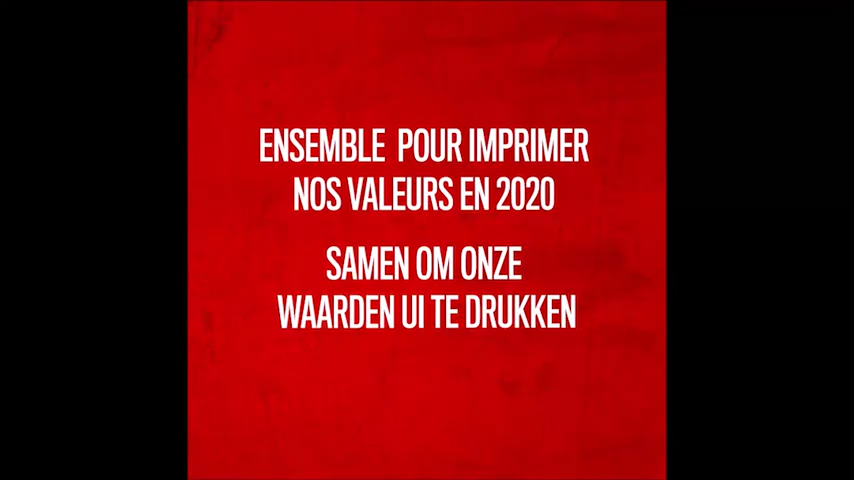 ENSEMBLE POUR IMPRIMER
NOS VALEURS EN 2020
SAMEN OM ONZE
WAARDEN UI TE DRUKKEN